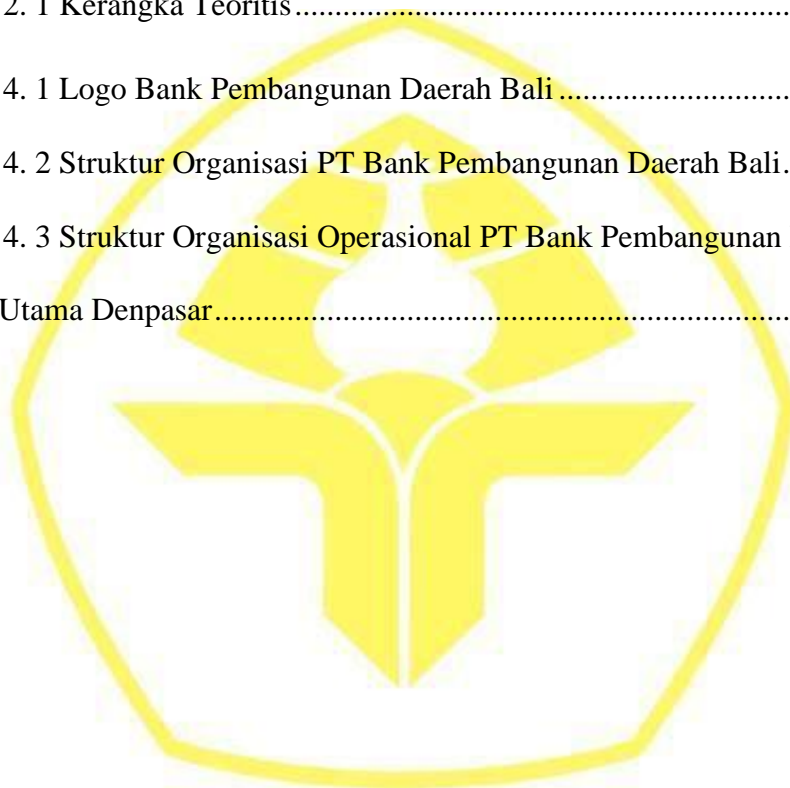 2. 1 Kerangka Teoritis..............................................................
4. 1 Logo Bank Pembangunan Daerah Bali.............................
4. 2 Struktur Organisasi PT Bank Pembangunan Daerah Bali.
4. 3 Struktur Organisasi Operasional PT Bank Pembangunan
Utama Denpasar........................................................................